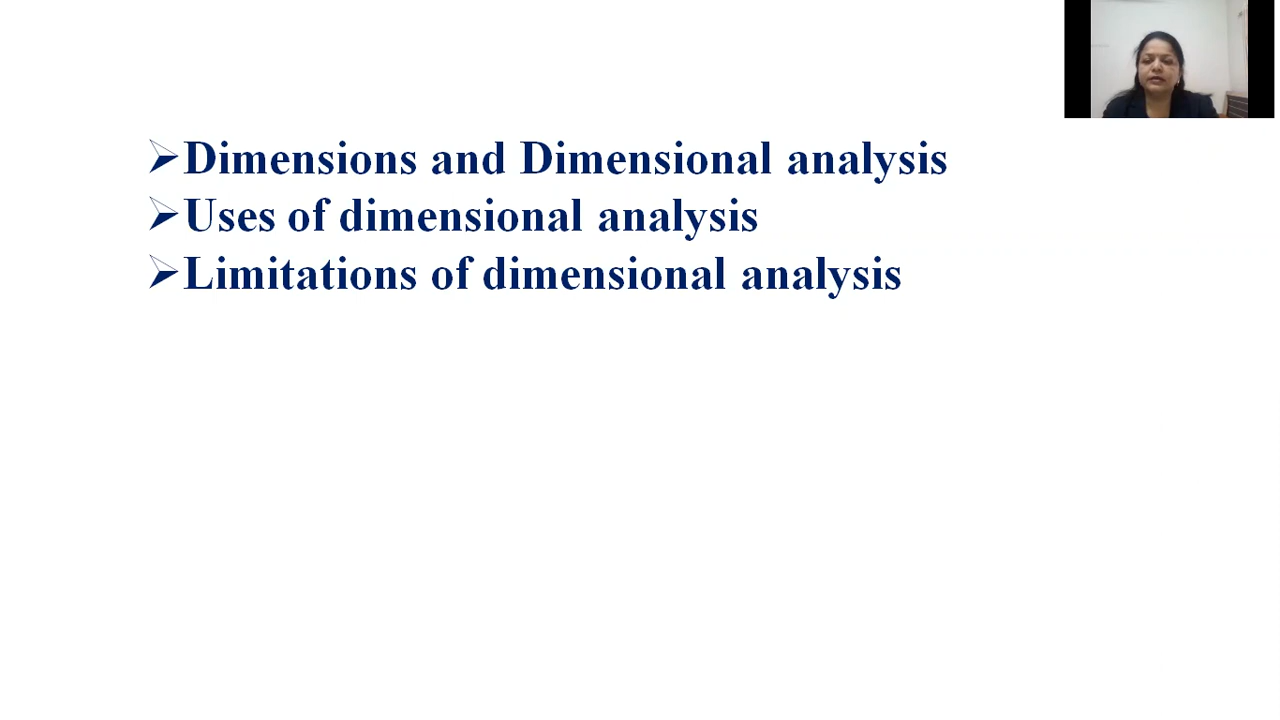 ➢Dimensions and Dimensional analysis
➢Uses of dimensional analysis
➢Limitations of dimensional analysis